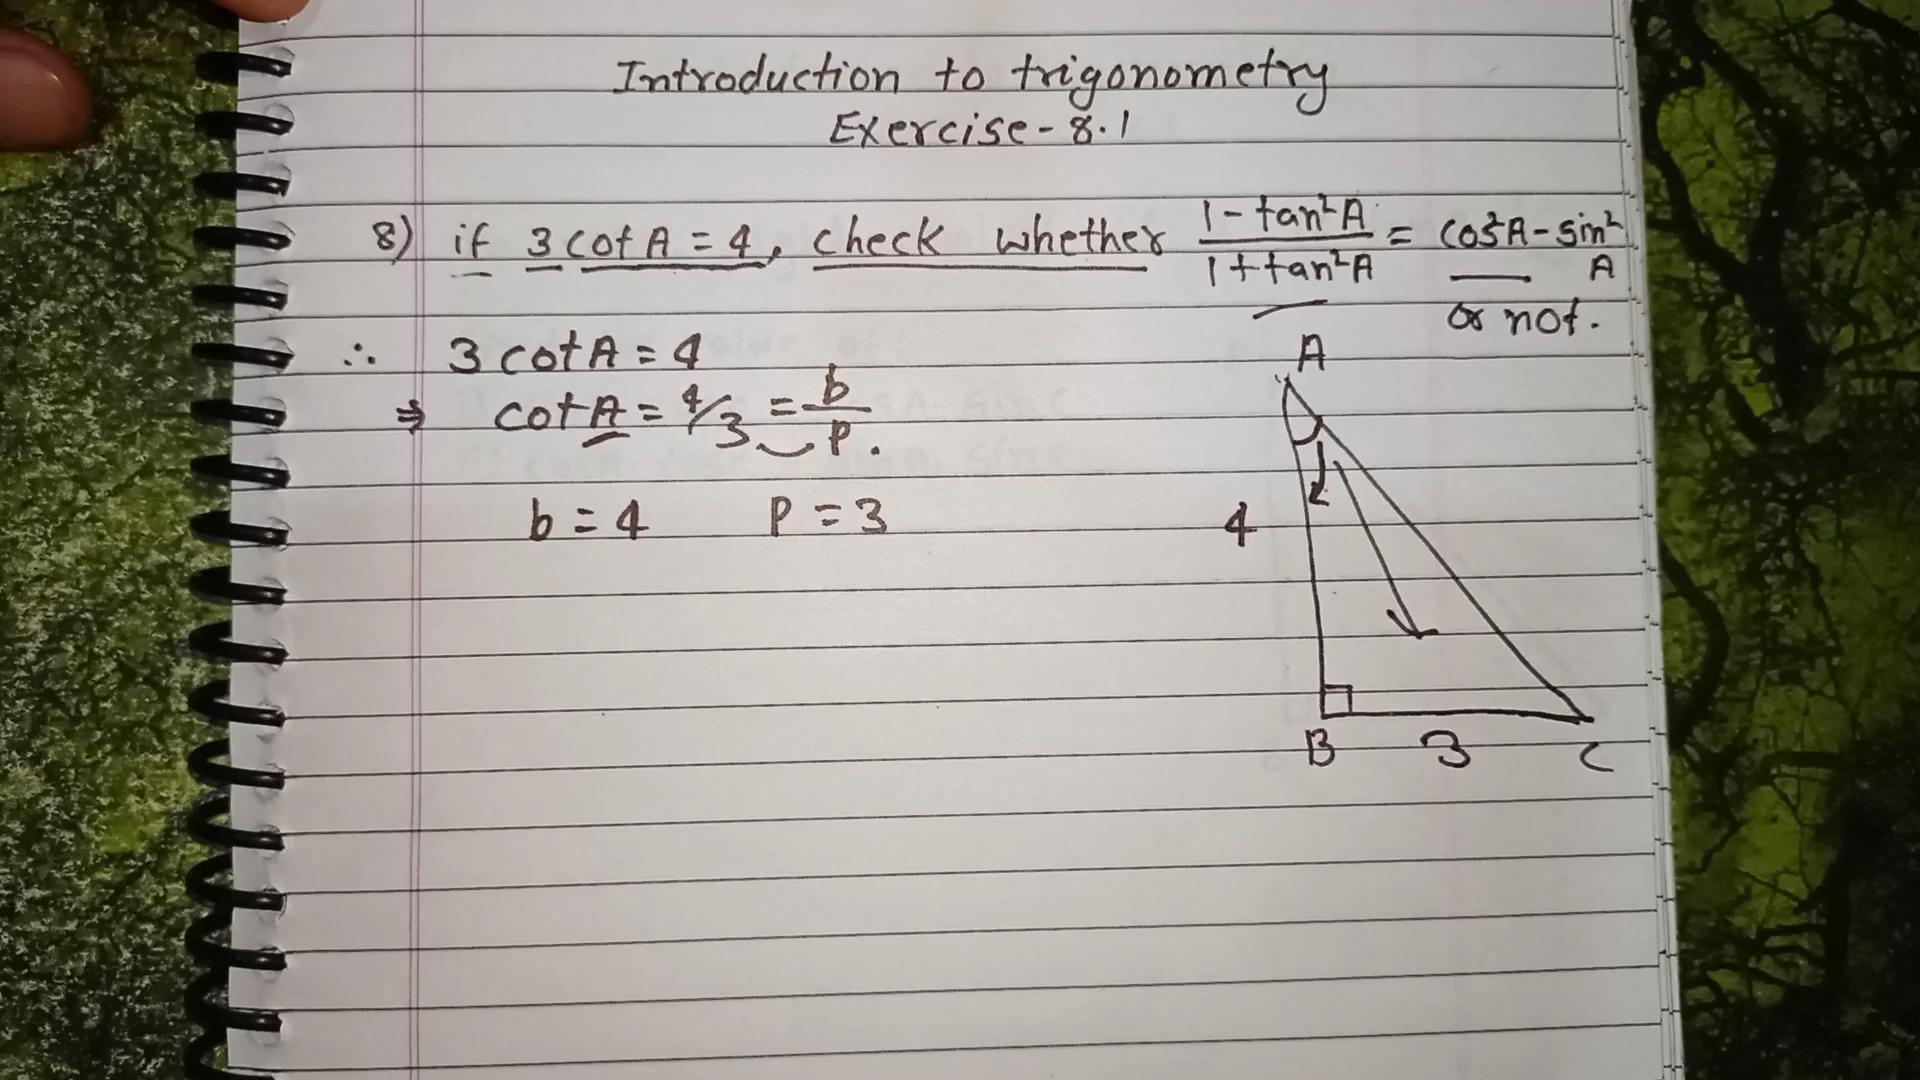 Introduction to trigonometry
Exercise - 8.1
8) if 3 cot A = 4, check whether 1 - tan²A / 1 + tan²A = cos²A - sin²A
or not.
∴ 3 cot A = 4
⇒ cot A = 4/3 = b/P.
b = 4 P = 3
A
4
B 3 C